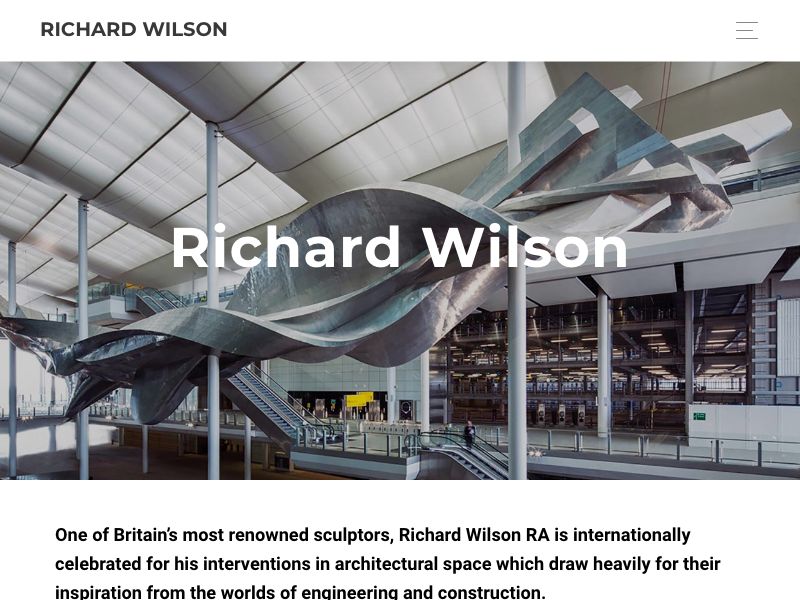 RICHARD WILSON
Richard Wilson
One of Britain’s most renowned sculptors, Richard Wilson RA is internationally
celebrated for his interventions in architectural space which draw heavily for their
inspiration from the worlds of engineering and construction.